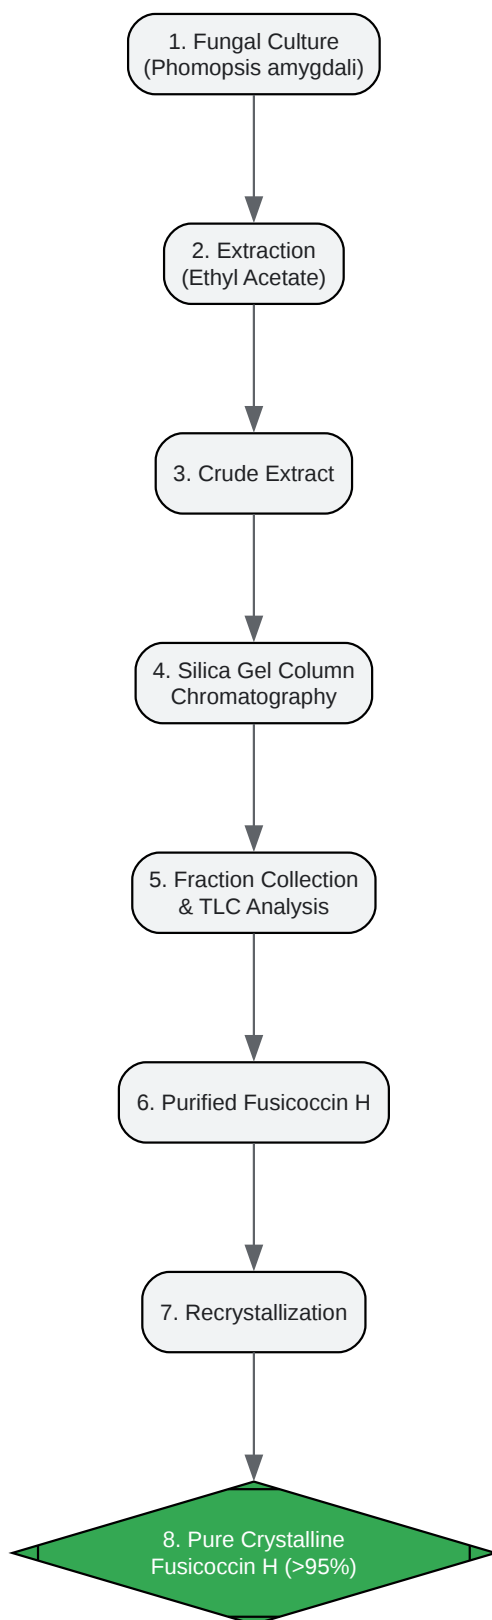 1. Fungal Culture
(Phomopsis amygdali)
2. Extraction
(Ethyl Acetate)
3. Crude Extract
4. Silica Gel Column
Chromatography
5. Fraction Collection
& TLC Analysis
6. Purified Fusicoccin H
7. Recrystallization
8. Pure Crystalline
Fusicoccin H (>95%)